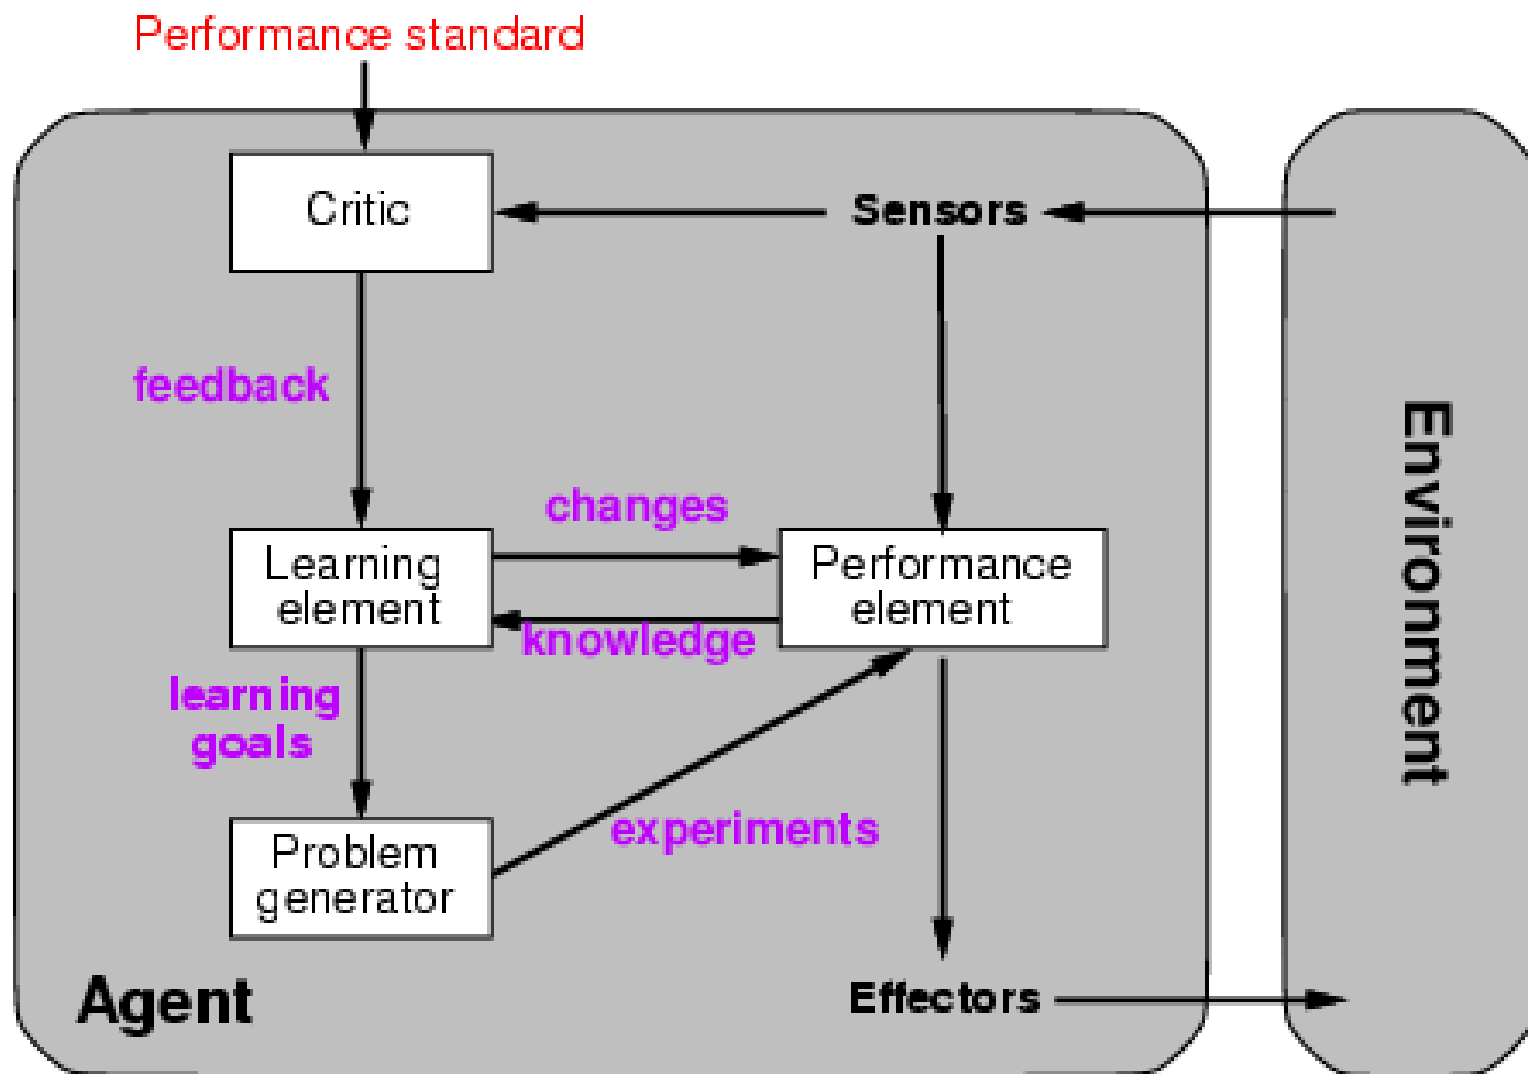 Performance standard
Critic
Sensors
feedback
changes
Learning
element
Performance
element
knowledge
learning
goals
experiments
Problem
generator
Agent
Effectors
Environment